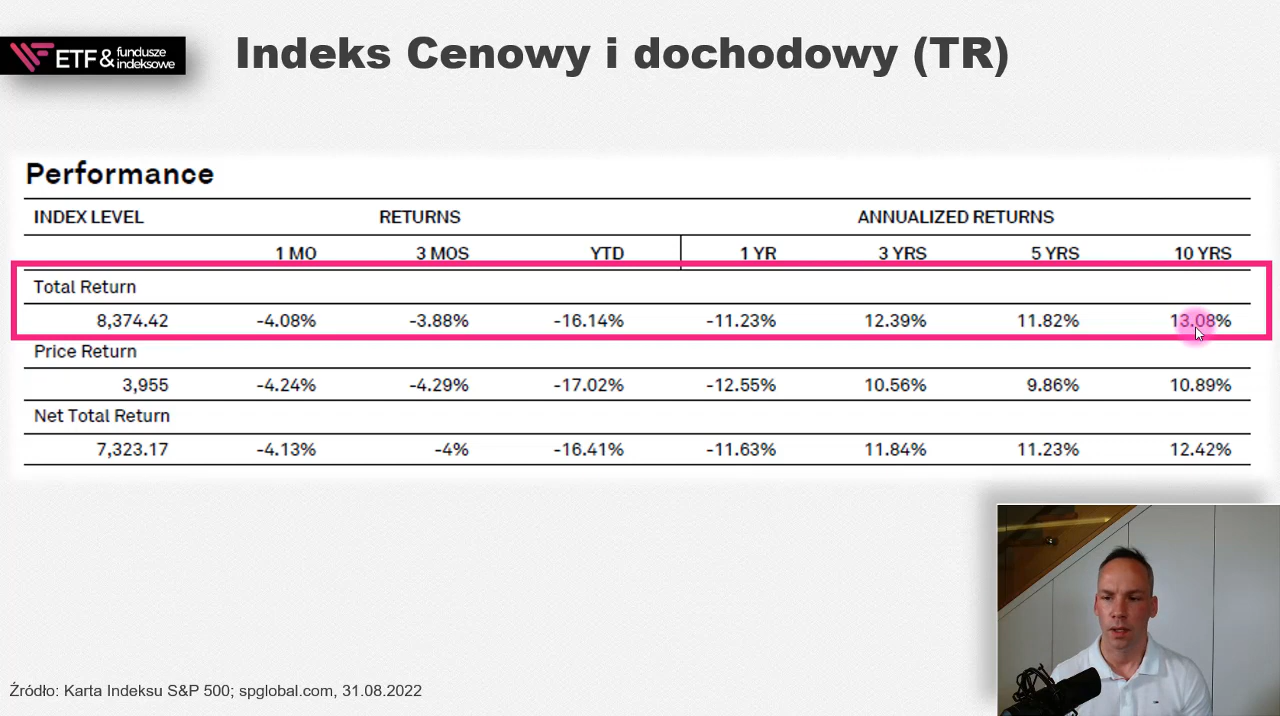 ETF& fundusze indeksowe
Indeks Cenowy i dochodowy (TR)
Performance
INDEX LEVEL RETURNS ANNUALIZED RETURNS
1 MO 3 MOS YTD 1 YR 3 YRS 5 YRS 10 YRS
Total Return
8,374.42 -4.08% -3.88% -16.14% -11.23% 12.39% 11.82% 13.08%
Price Return
3,955 -4.24% -4.29% -17.02% -12.55% 10.56% 9.86% 10.89%
Net Total Return
7,323.17 -4.13% -4% -16.41% -11.63% 11.84% 11.23% 12.42%
Źródło: Karta Indeksu S&P 500; spglobal.com, 31.08.2022